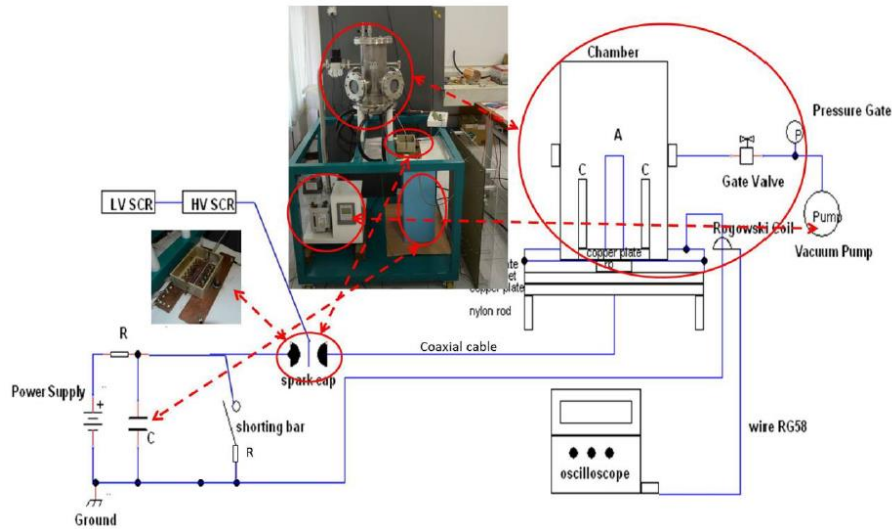 Chamber
Pressure Gate
P
A
C
C
Gate Valve
LV SCR
HV SCR
Pump
Rogowski Coil
Vacuum Pump
copper plate
copper plate
nylon rod
R
Coaxial cable
spark cup
Power Supply
+
C
shorting bar
R
wire RG58
oscilloscope
Ground